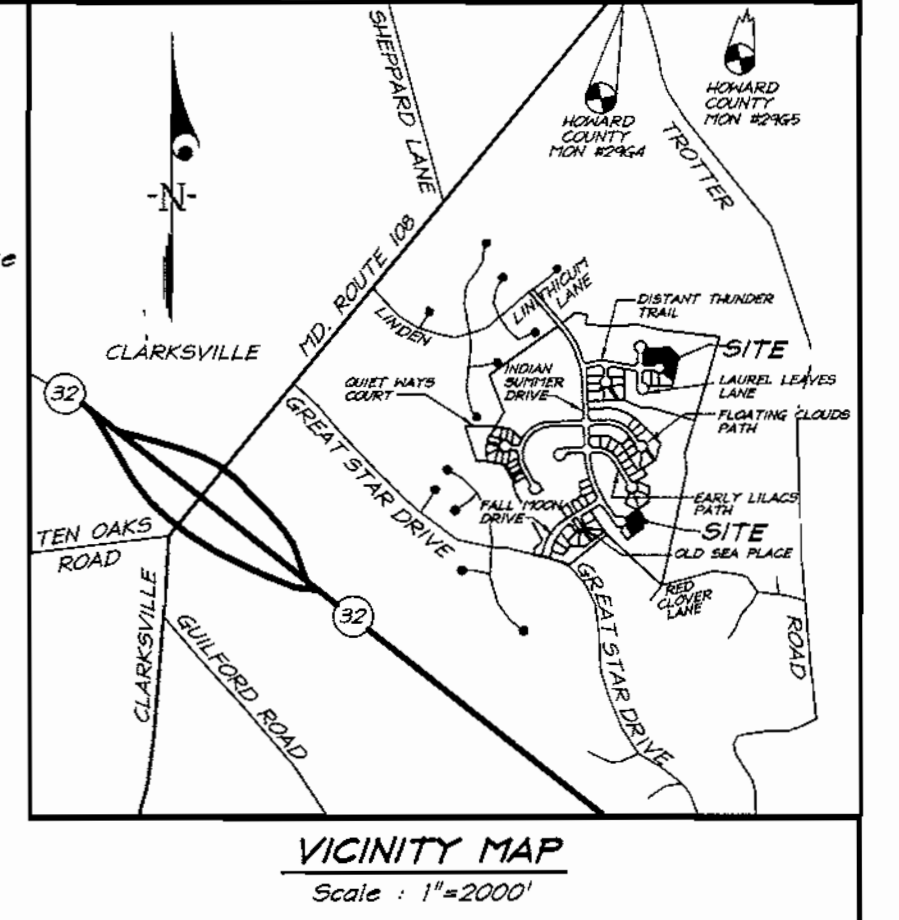 SHEPPARD LANE
HOWARD
COUNTY
MON #29G4
HOWARD
COUNTY
MON #29G5
TROTTER
-N-
MD. ROUTE 108
CLARKSVILLE
LINDEN
LINTHICUM
LANE
DISTANT THUNDER
TRAIL
SITE
INDIAN
SUMMER
DRIVE
QUIET WAYS
COURT
LAUREL LEAVES
LANE
FLOATING CLOUDS
PATH
32
GREAT STAR DRIVE
FALL MOON
DRIVE
EARLY LILACS
PATH
SITE
OLD SEA PLACE
TEN OAKS
ROAD
RED
CLOVER
LANE
32
CLARKSVILLE
GUILFORD ROAD
GREAT STAR DRIVE
ROAD
VICINITY MAP
Scale : 1"=2000'